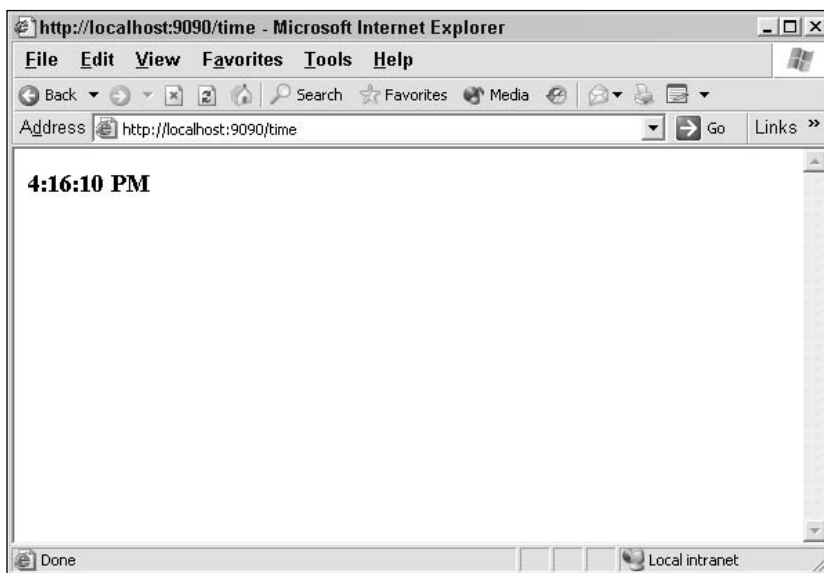 http://localhost:9090/time - Microsoft Internet Explorer
File Edit View Favorites Tools Help
Back Search Favorites Media
Address http://localhost:9090/time Go Links »
4:16:10 PM
Done Local intranet